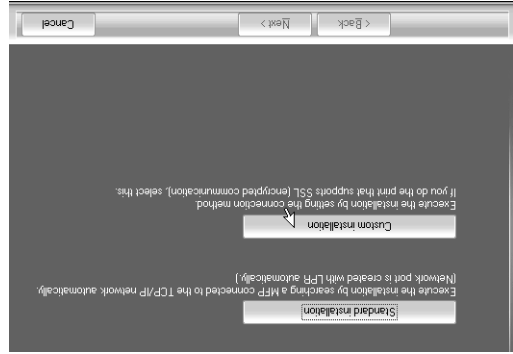 Standard installation
Execute the installation by searching a MFP connected to the TCP/IP network automatically.
(Network port is created with LPR automatically.)
Custom installation
Execute the installation by setting the connection method.
If you do the print that supports SSL (encrypted communication), select this.
< Back
Next >
Cancel